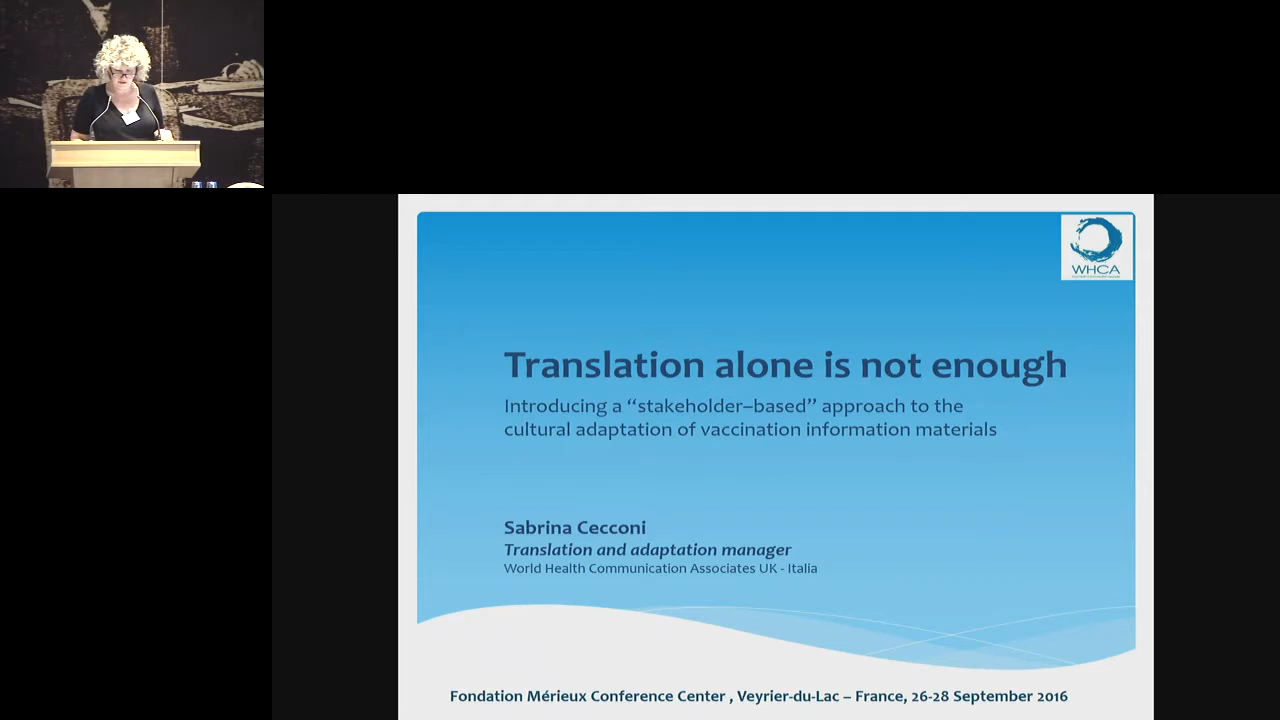 WHCA
Translation alone is not enough
Introducing a “stakeholder–based” approach to the
cultural adaptation of vaccination information materials
Sabrina Cecconi
Translation and adaptation manager
World Health Communication Associates UK - Italia
Fondation Mérieux Conference Center , Veyrier-du-Lac – France, 26-28 September 2016